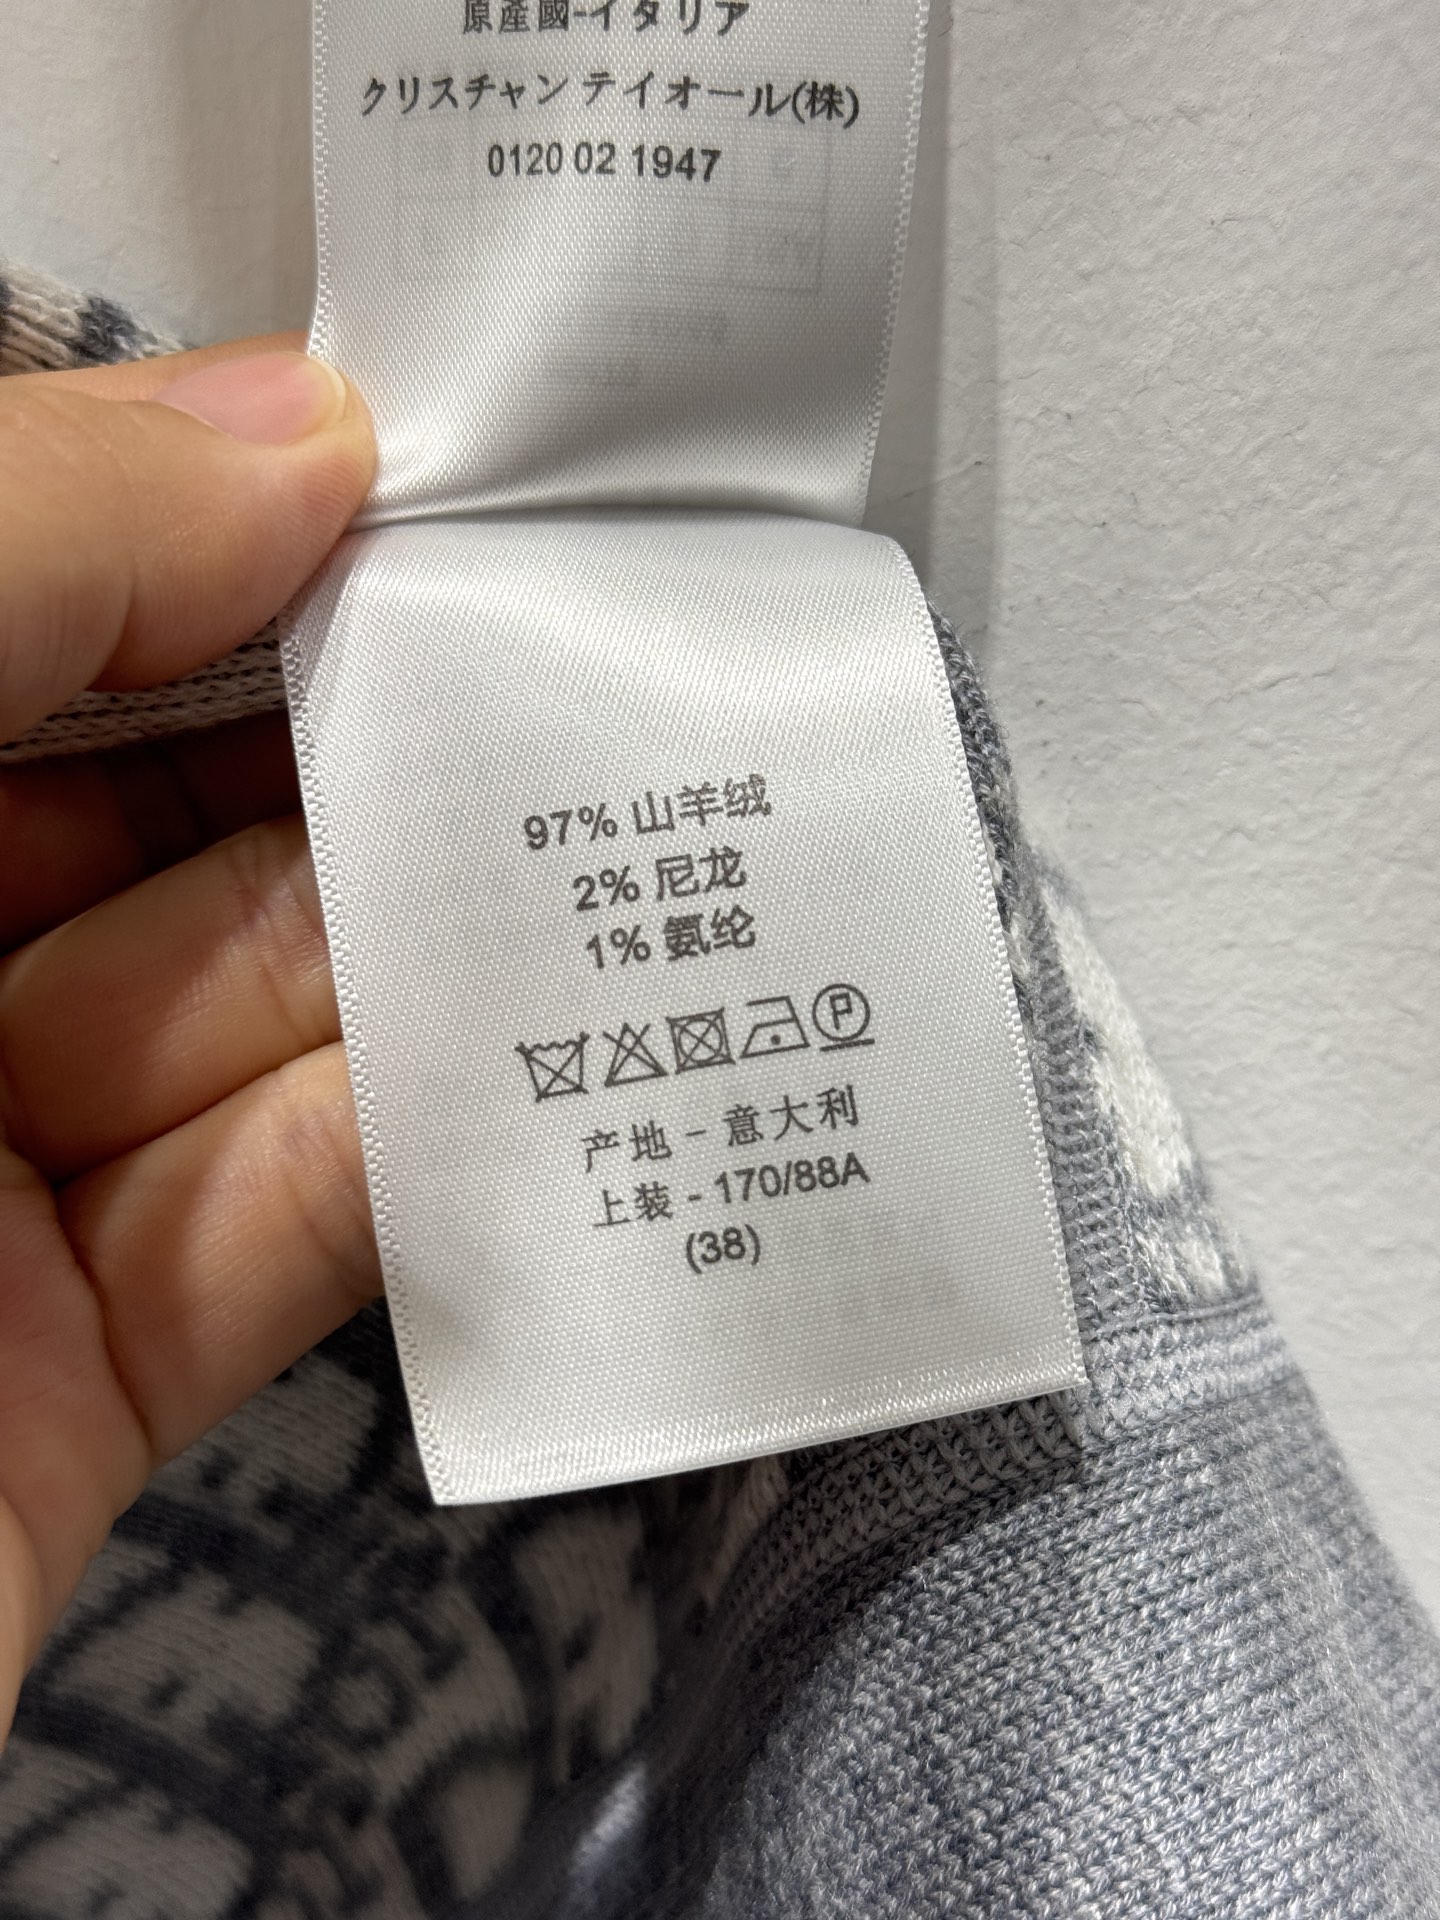 原產國-イタリア
クリスチャン テイオール(株)
0120 02 1947
97% 山羊绒
2% 尼龙
1% 氨纶
P
产地 - 意大利
上装 - 170/88A
(38)